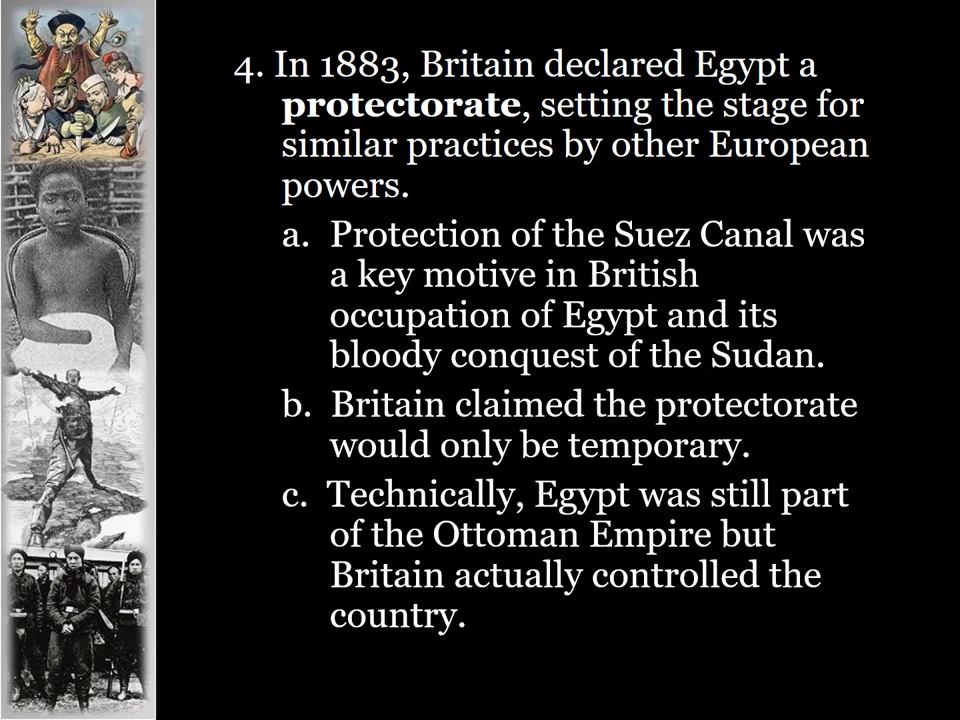 4. In 1883, Britain declared Egypt a
protectorate, setting the stage for
similar practices by other European
powers.
a. Protection of the Suez Canal was
a key motive in British
occupation of Egypt and its
bloody conquest of the Sudan.
b. Britain claimed the protectorate
would only be temporary.
c. Technically, Egypt was still part
of the Ottoman Empire but
Britain actually controlled the
country.